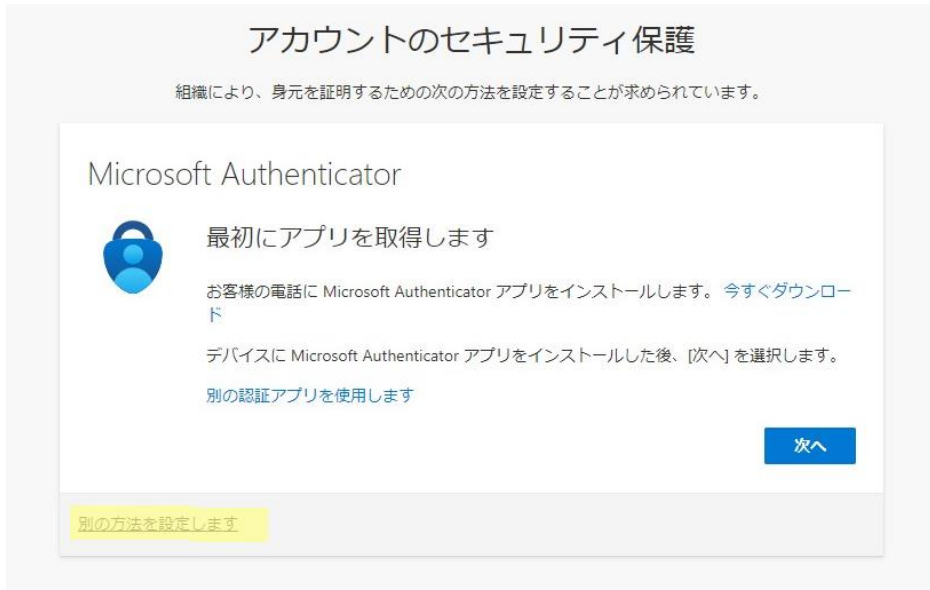 アカウントのセキュリティ保護
組織により、身元を証明するための次の方法を設定することが求められています。
Microsoft Authenticator
最初にアプリを取得します
お客様の電話に Microsoft Authenticator アプリをインストールします。 今すぐダウンロー
ド
デバイスに Microsoft Authenticator アプリをインストールした後、[次へ] を選択します。
別の認証アプリを使用します
次へ
別の方法を設定します